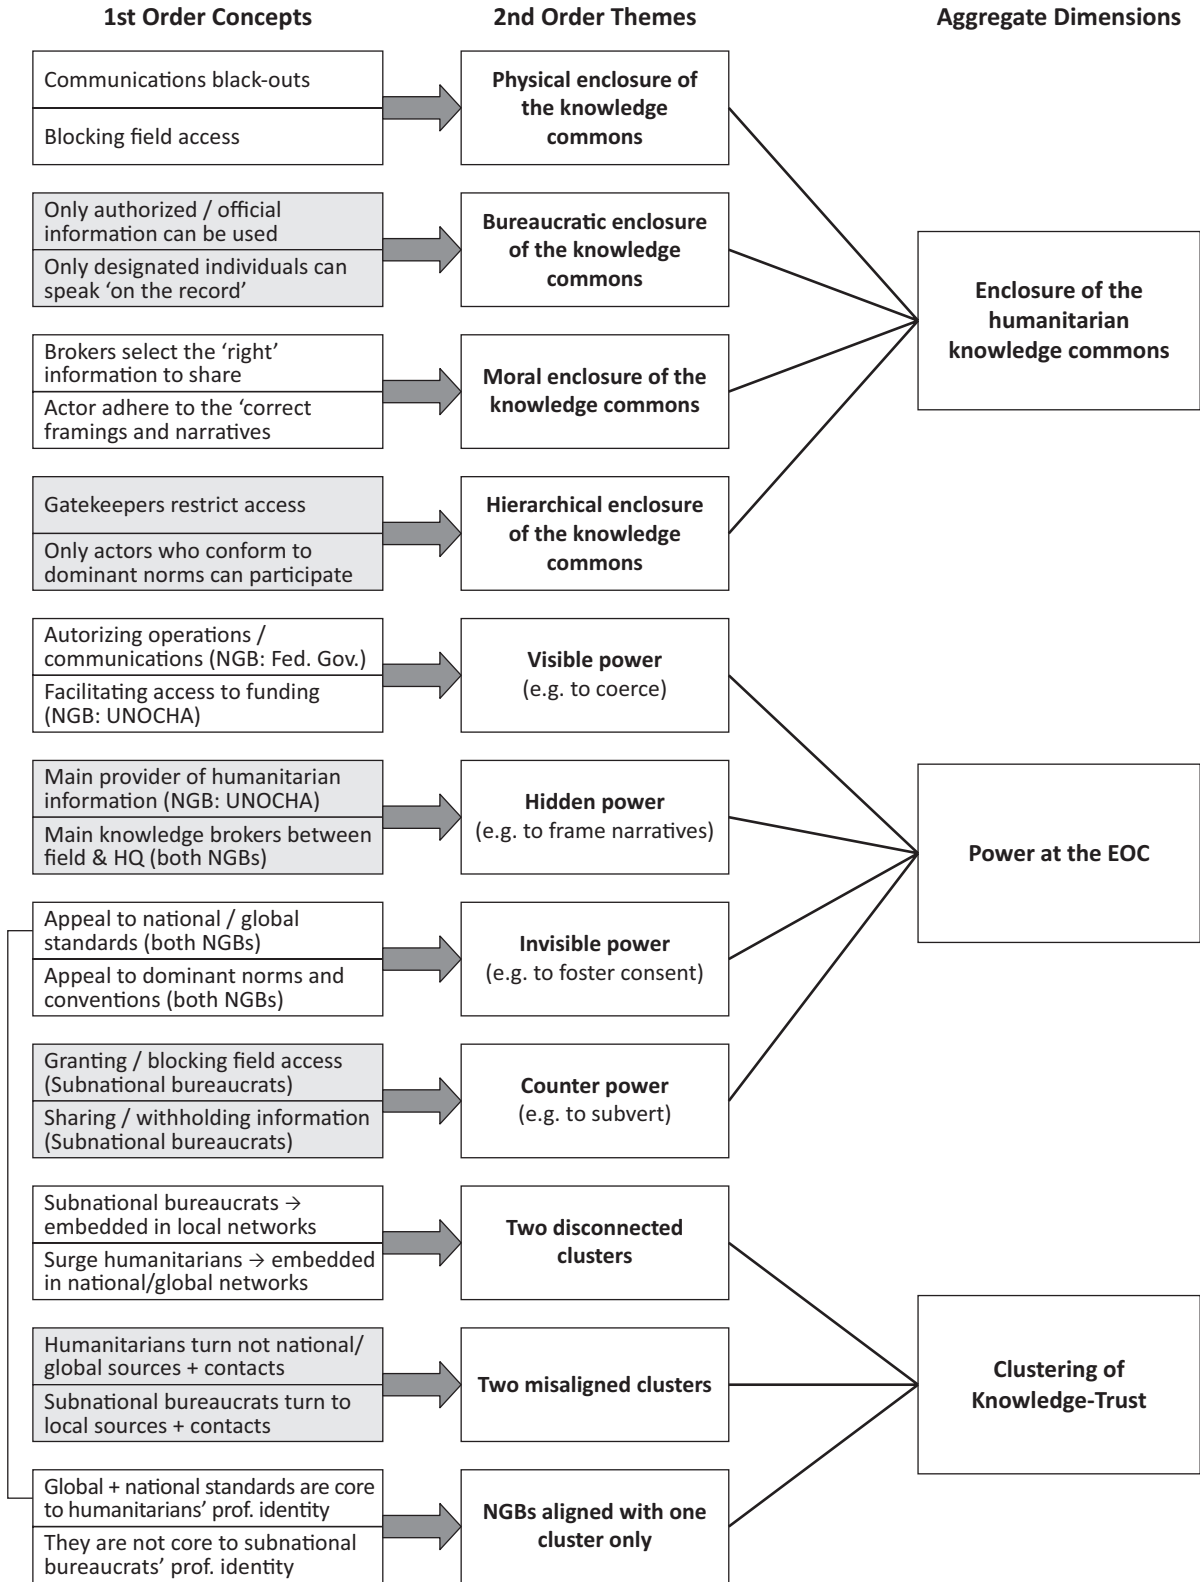 1st Order Concepts
2nd Order Themes
Aggregate Dimensions
Communications black-outs
Blocking field access
Physical enclosure of
the knowledge
commons
Only authorized / official
information can be used
Only designated individuals can
speak ‘on the record’
Bureaucratic enclosure
of the knowledge
commons
Brokers select the ‘right’
information to share
Actor adhere to the ‘correct
framings and narratives
Moral enclosure of the
knowledge commons
Gatekeepers restrict access
Only actors who conform to
dominant norms can participate
Hierarchical enclosure
of the knowledge
commons
Enclosure of the
humanitarian
knowledge commons
Autorizing operations /
communications (NGB: Fed. Gov.)
Facilitating access to funding
(NGB: UNOCHA)
Visible power
(e.g. to coerce)
Main provider of humanitarian
information (NGB: UNOCHA)
Main knowledge brokers between
field & HQ (both NGBs)
Hidden power
(e.g. to frame narratives)
Appeal to national / global
standards (both NGBs)
Appeal to dominant norms and
conventions (both NGBs)
Invisible power
(e.g. to foster consent)
Granting / blocking field access
(Subnational bureaucrats)
Sharing / withholding information
(Subnational bureaucrats)
Counter power
(e.g. to subvert)
Power at the EOC
Subnational bureaucrats →
embedded in local networks
Surge humanitarians → embedded
in national/global networks
Two disconnected
clusters
Humanitarians turn not national/
global sources + contacts
Subnational bureaucrats turn to
local sources + contacts
Two misaligned clusters
Global + national standards are core
to humanitarians’ prof. identity
They are not core to subnational
bureaucrats’ prof. identity
NGBs aligned with one
cluster only
Clustering of
Knowledge-Trust